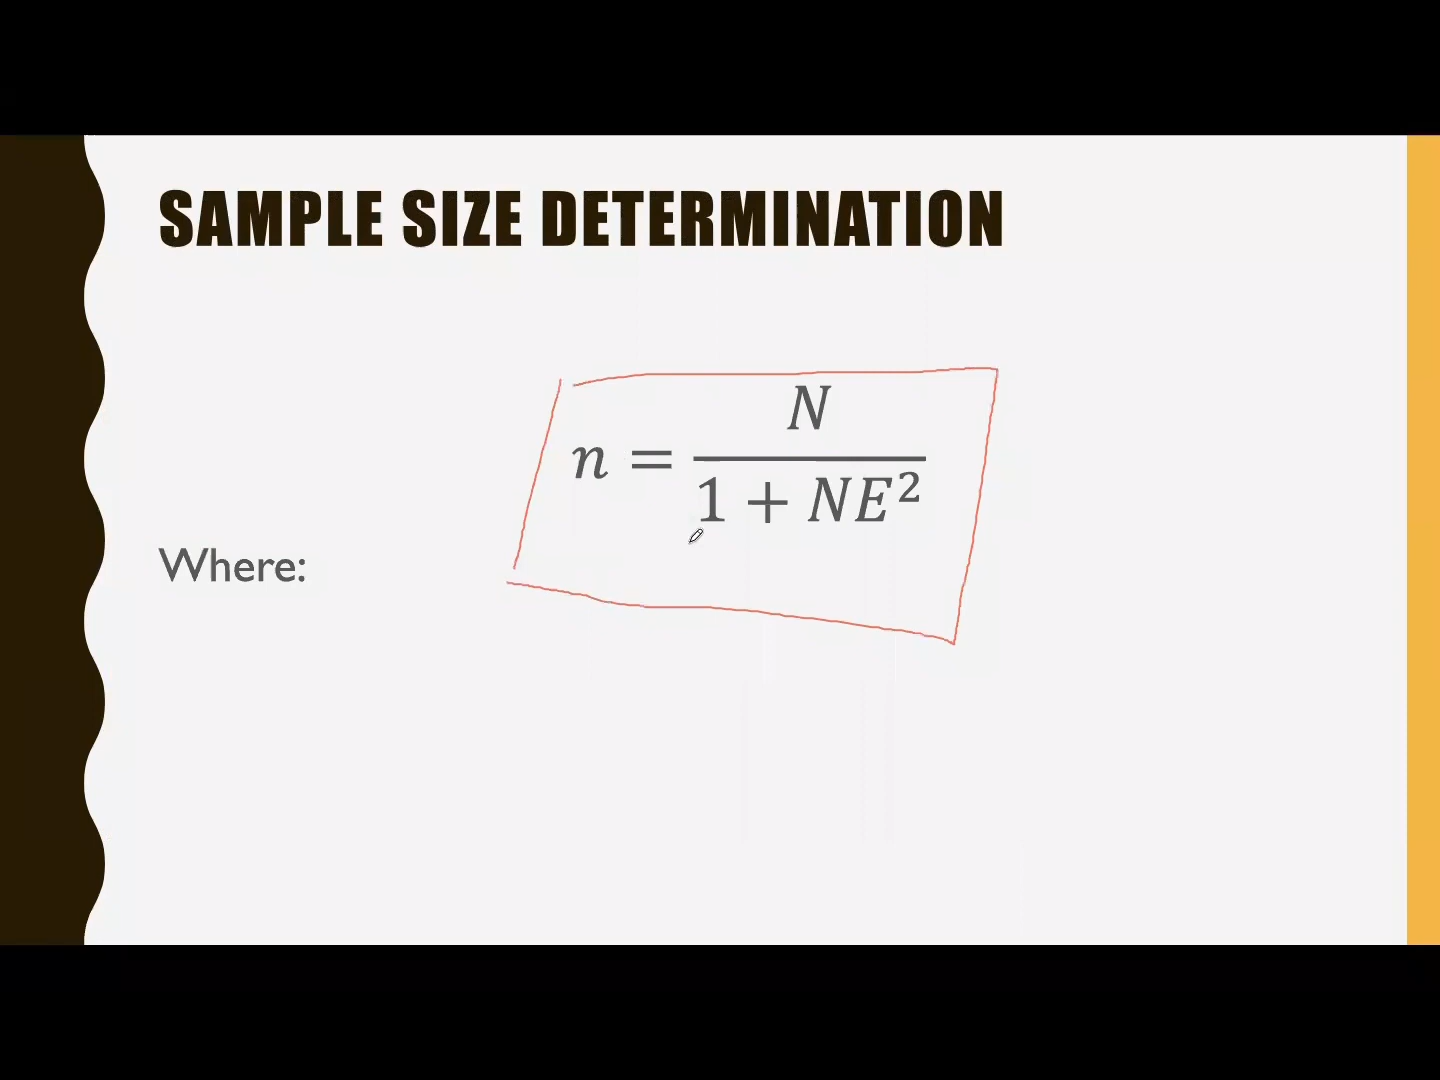 SAMPLE SIZE DETERMINATION
n = N / (1 + NE²)
Where: